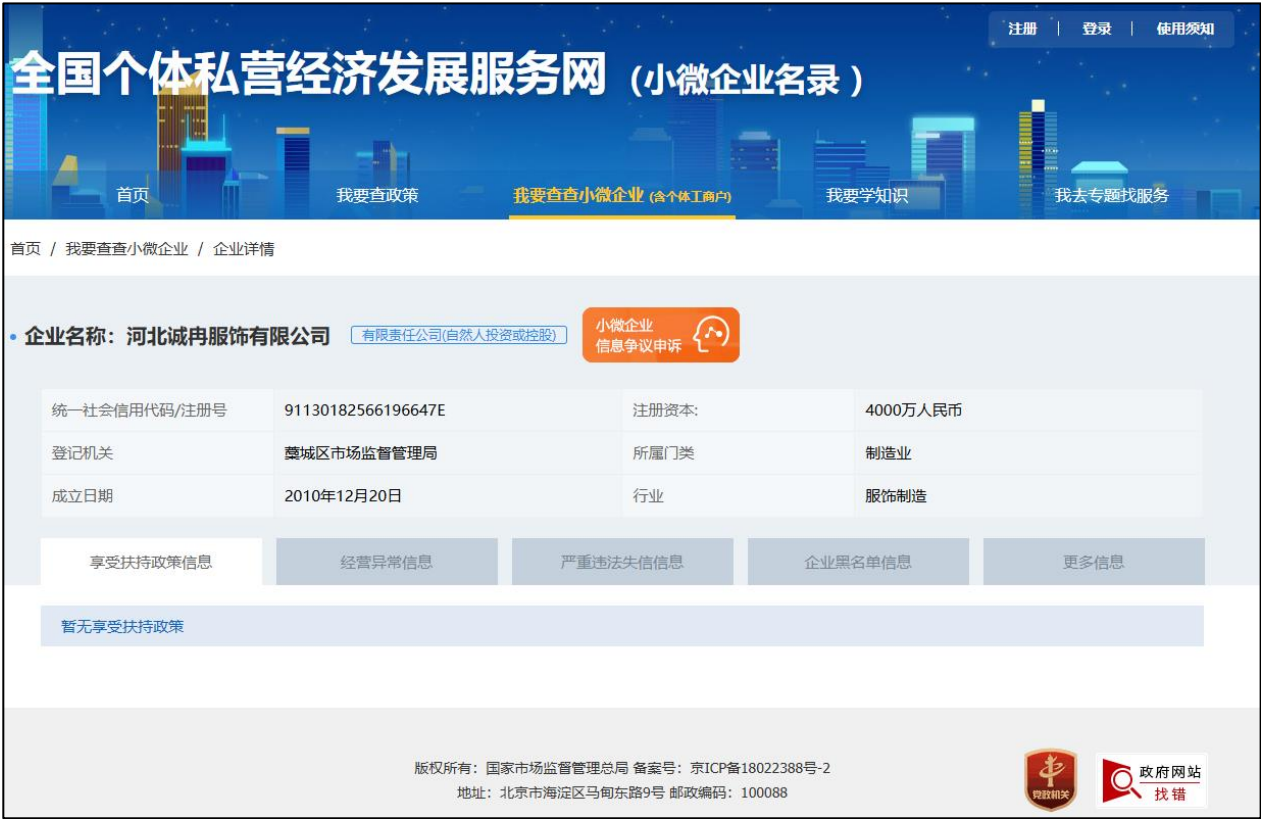 注册 | 登录 | 使用须知
全国个体私营经济发展服务网（小微企业名录）
首页 我要查政策 我要查查小微企业 (含个体工商户) 我要学知识 我去专题找服务
首页 / 我要查查小微企业 / 企业详情
企业名称：河北诚冉服饰有限公司 有限责任公司(自然人投资或控股) 小微企业
信息争议申诉
统一社会信用代码/注册号 91130182566196647E 注册资本: 4000万人民币
登记机关 藁城区市场监督管理局 所属门类 制造业
成立日期 2010年12月20日 行业 服饰制造
享受扶持政策信息 经营异常信息 严重违法失信信息 企业黑名单信息 更多信息
暂无享受扶持政策
版权所有：国家市场监督管理总局 备案号：京ICP备18022388号-2
地址：北京市海淀区马甸东路9号 邮政编码：100088
党政机关
政府网站
找错